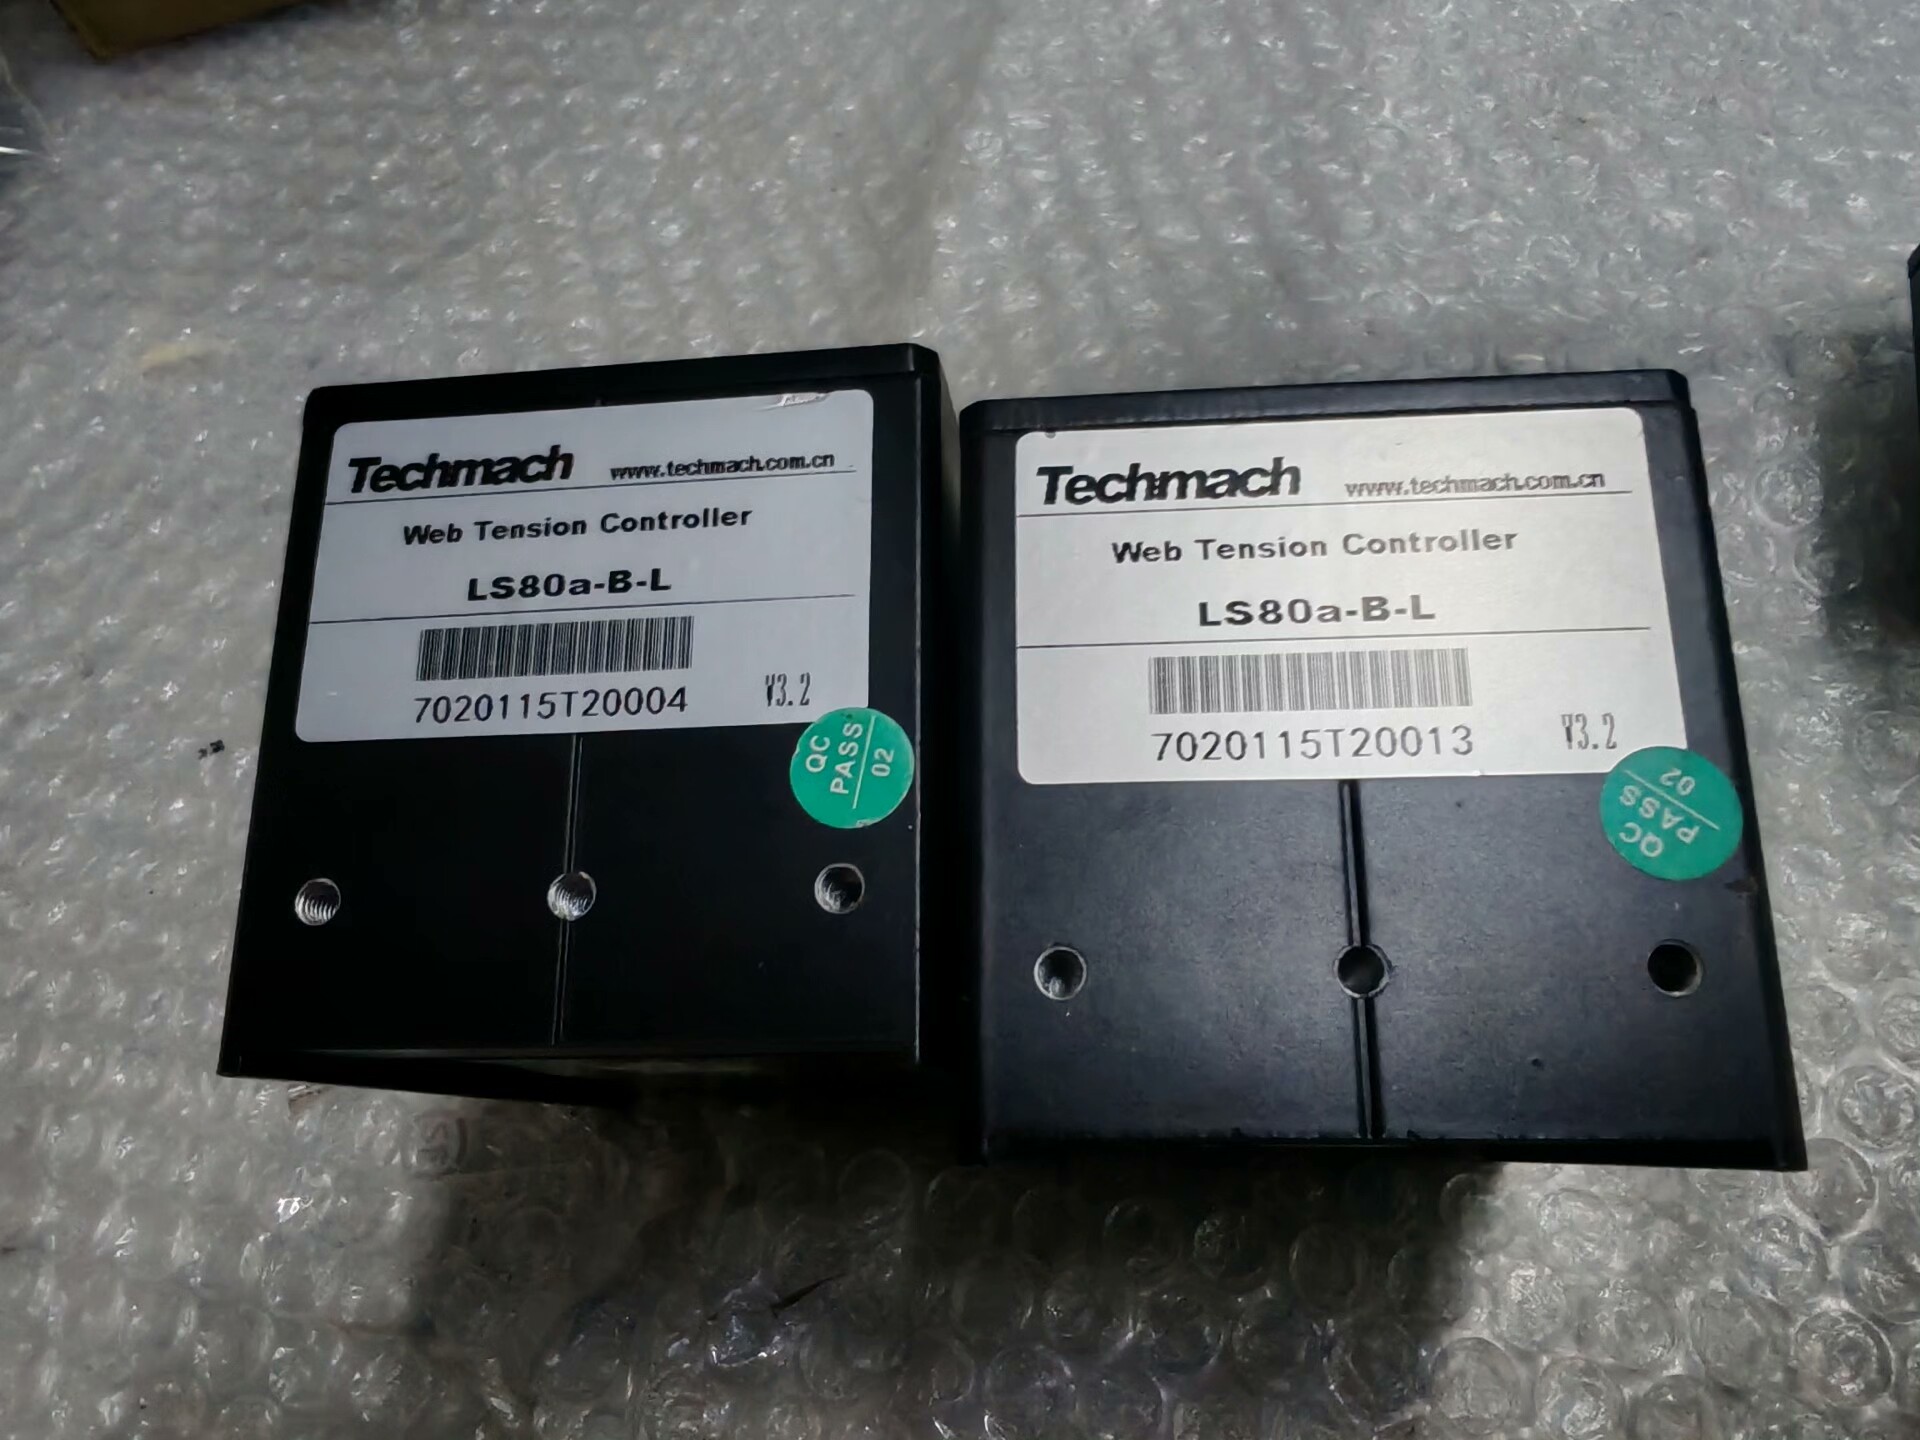 Techmach www.techmach.com.cn
Web Tension Controller
LS80a-B-L
7020115T20004 V3.2
QC
PASS
02
Techmach www.techmach.com.cn
Web Tension Controller
LS80a-B-L
7020115T20013 V3.2
QC
PASS
02